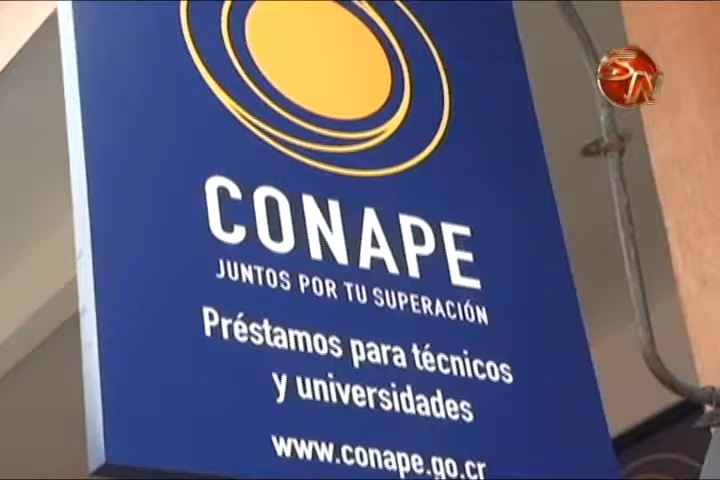 CONAPE
JUNTOS POR TU SUPERACIÓN
Préstamos para técnicos
y universidades
www.conape.go.cr